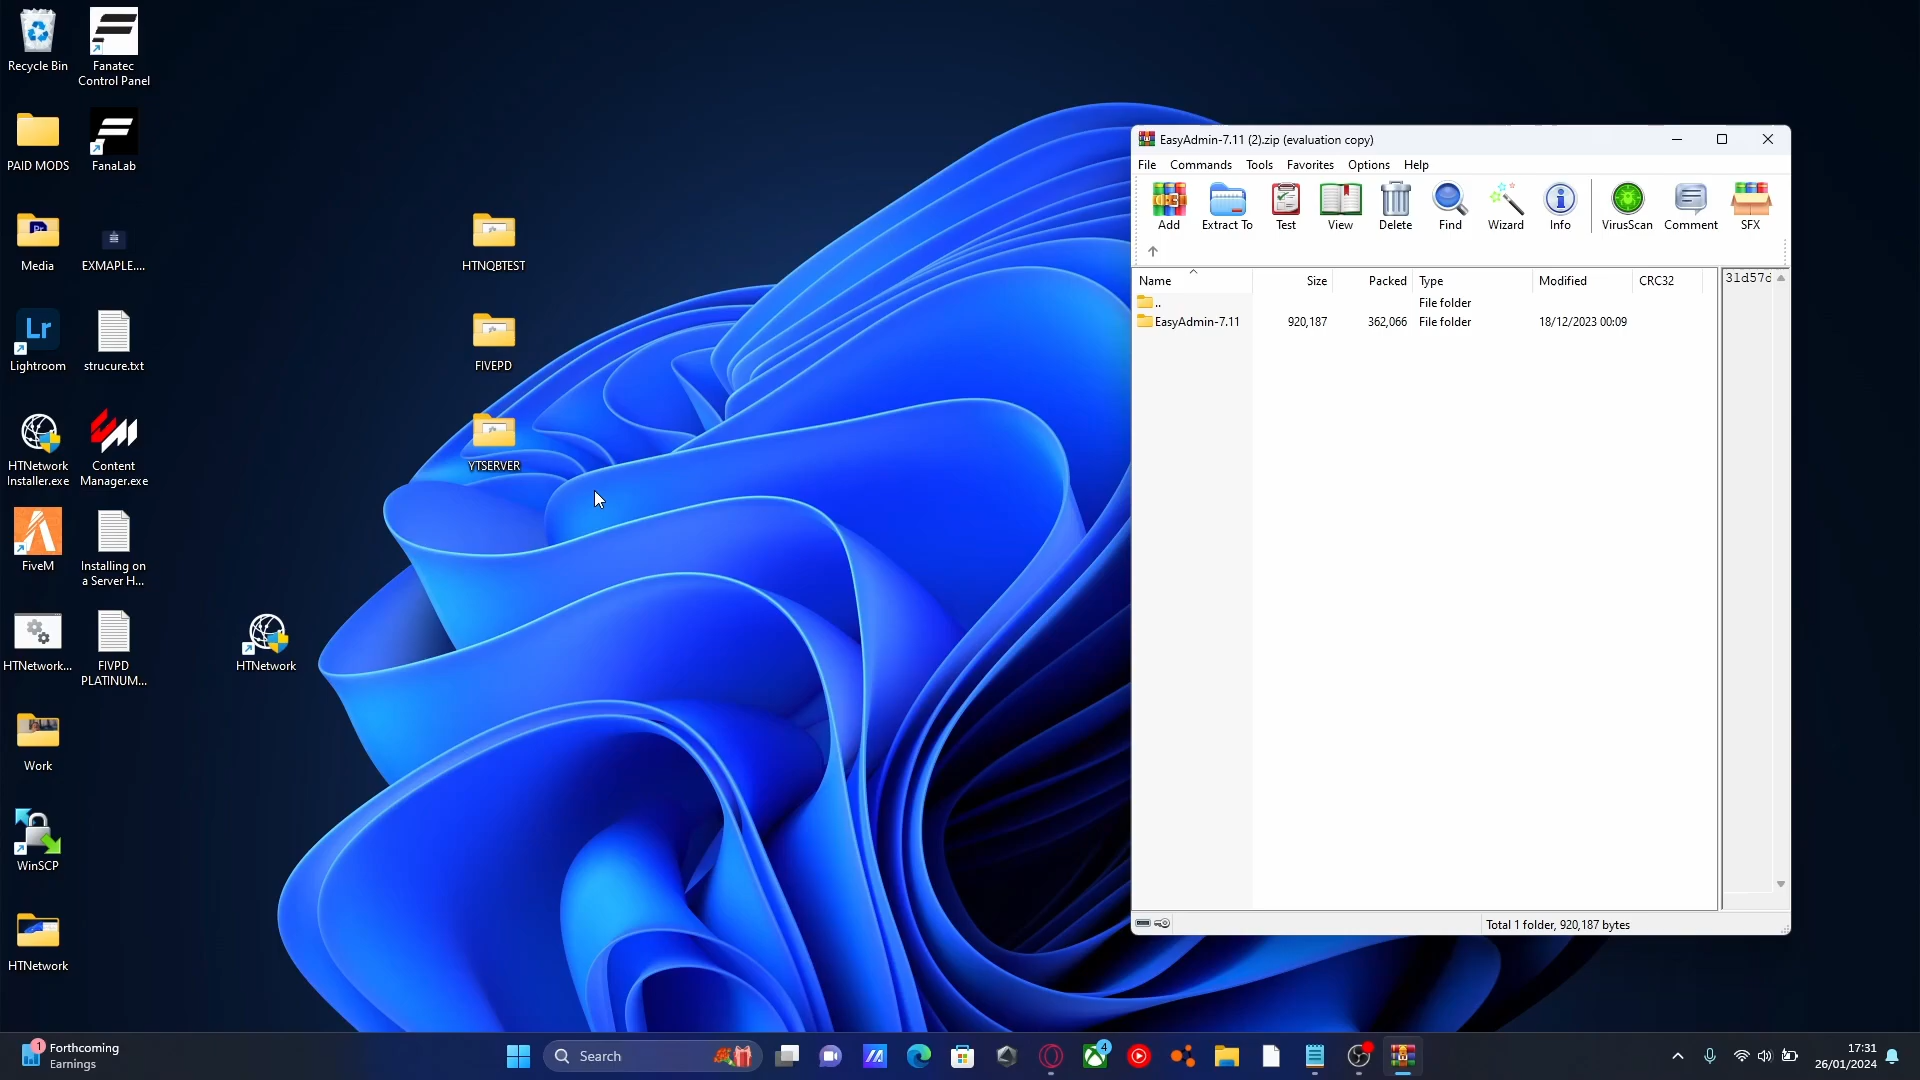 Recycle Bin
Fanatec
Control Panel
PAID MODS
FanaLab
Media
EXMAPLE....
Lr
Lightroom
strucure.txt
HTNetwork
Installer.exe
Content
Manager.exe
FiveM
Installing on
a Server H...
HTNetwork...
FIVPD
PLATINUM...
Work
WinSCP
HTNetwork
HTNQBTEST
FIVEPD
YTSERVER
HTNetwork
EasyAdmin-7.11 (2).zip (evaluation copy)
File Commands Tools Favorites Options Help
Add Extract To Test View Delete Find Wizard Info VirusScan Comment SFX
Name Size Packed Type Modified CRC32
31d57d
.. File folder
EasyAdmin-7.11 920,187 362,066 File folder 18/12/2023 00:09
Total 1 folder, 920,187 bytes
1
Forthcoming
Earnings
Search
4
17:31
26/01/2024